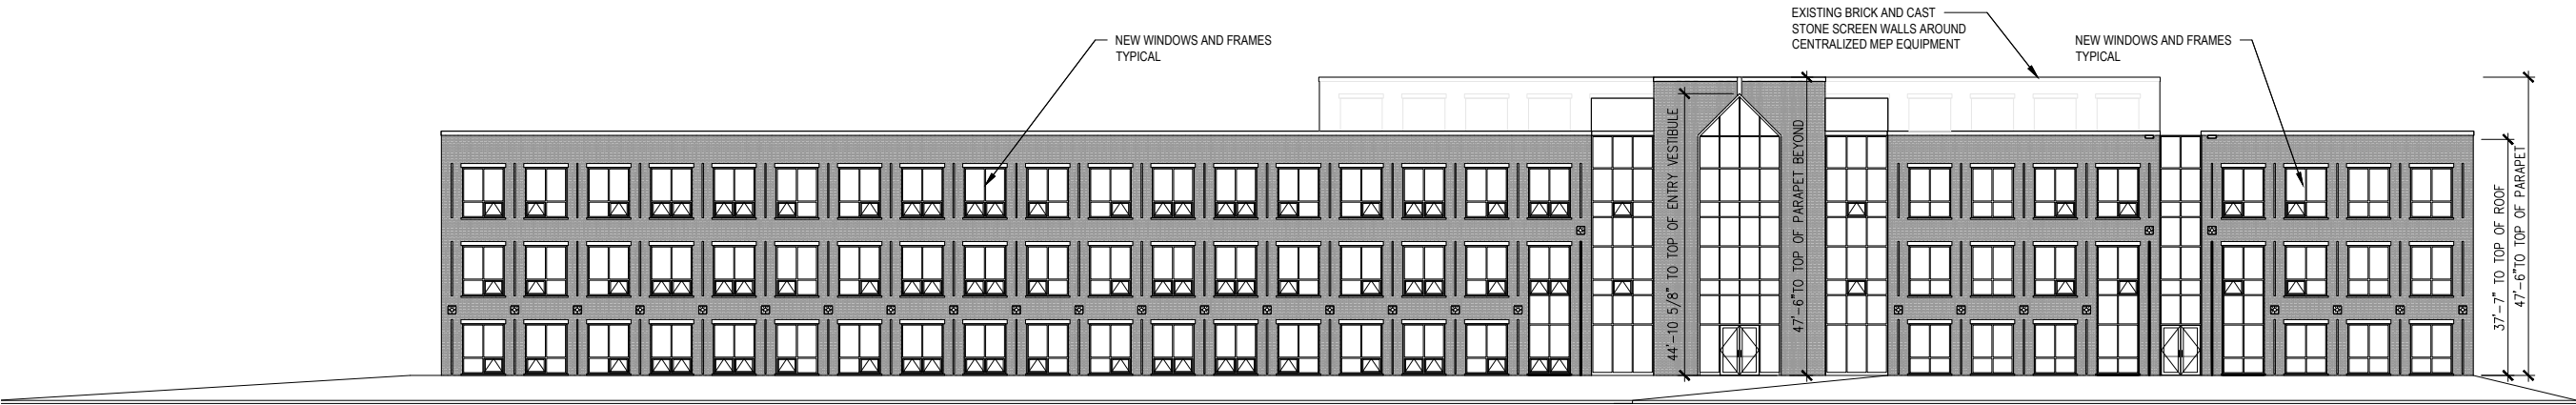 NEW WINDOWS AND FRAMES
TYPICAL
EXISTING BRICK AND CAST
STONE SCREEN WALLS AROUND
CENTRALIZED MEP EQUIPMENT
NEW WINDOWS AND FRAMES
TYPICAL
44'-10 5/8" TO TOP OF ENTRY VESTIBULE
47'-6"TO TOP OF PARAPET BEYOND
37'-7" TO TOP OF ROOF
47'-6"TO TOP OF PARAPET